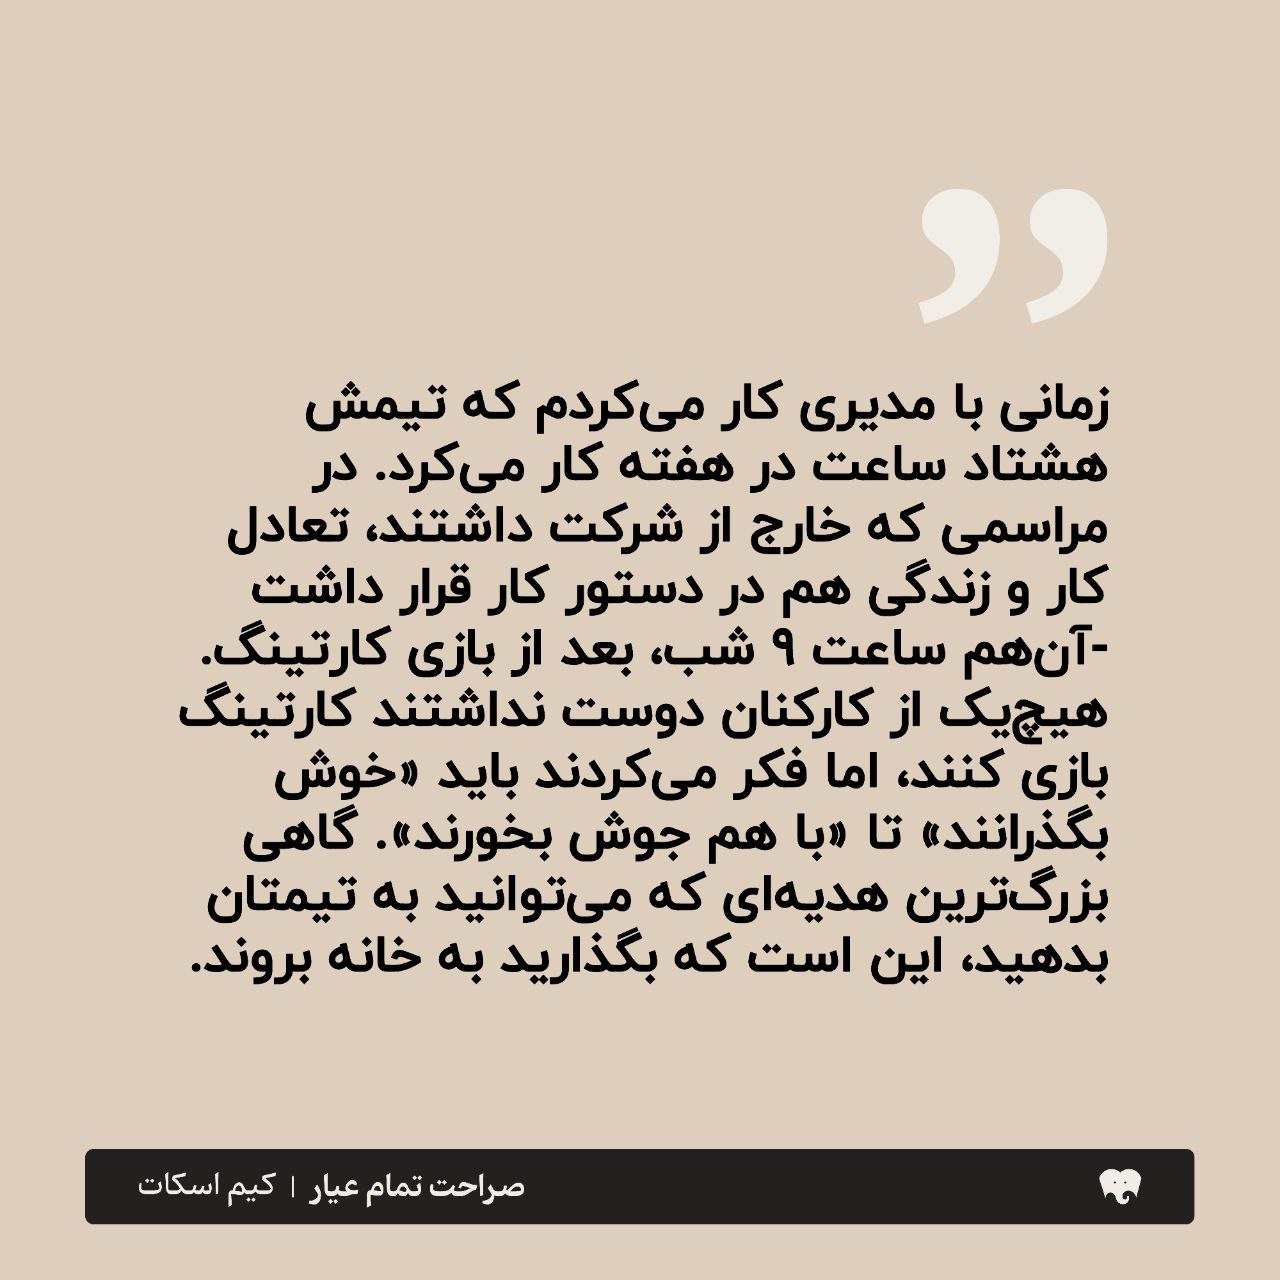 زمانی با مدیری کار می‌کردم که تیمش
هشتاد ساعت در هفته کار می‌کرد. در
مراسمی که خارج از شرکت داشتند، تعادل
کار و زندگی هم در دستور کار قرار داشت
-آن‌هم ساعت ۹ شب، بعد از بازی کارتینگ.
هیچ‌یک از کارکنان دوست نداشتند کارتینگ
بازی کنند، اما فکر می‌کردند باید «خوش
بگذرانند» تا «با هم جوش بخورند». گاهی
بزرگ‌ترین هدیه‌ای که می‌توانید به تیمتان
بدهید، این است که بگذارید به خانه بروند.
صراحت تمام عیار | کیم اسکات